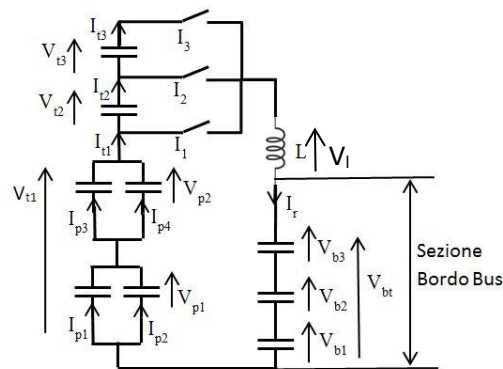 I_t3
I_3
V_t3
I_t2
I_2
V_t2
I_t1
I_1
L
V_l
V_t1
V_p2
I_p3
I_p4
I_r
V_b3
Sezione
Bordo Bus
V_bt
V_b2
V_p1
I_p1
I_p2
V_b1